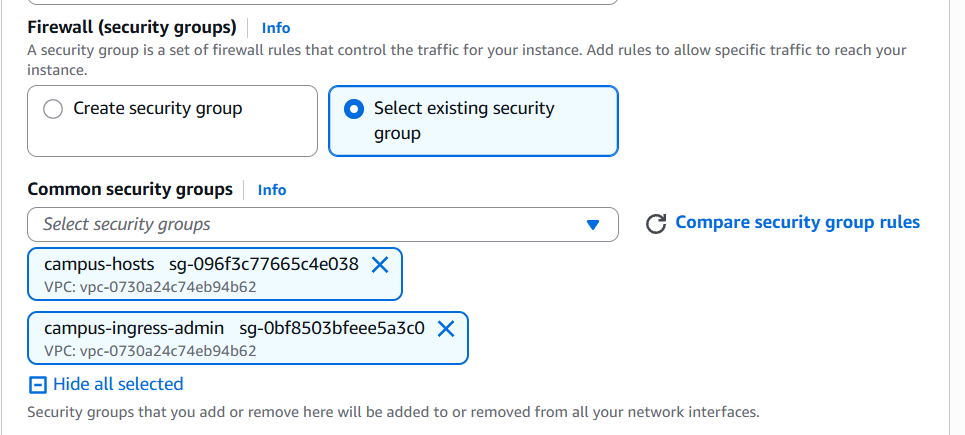 Firewall (security groups) Info
A security group is a set of firewall rules that control the traffic for your instance. Add rules to allow specific traffic to reach your
instance.
Create security group
Select existing security
group
Common security groups Info
Select security groups
Compare security group rules
campus-hosts sg-096f3c77665c4e038
VPC: vpc-0730a24c74eb94b62
campus-ingress-admin sg-0bf8503bfeee5a3c0
VPC: vpc-0730a24c74eb94b62
Hide all selected
Security groups that you add or remove here will be added to or removed from all your network interfaces.